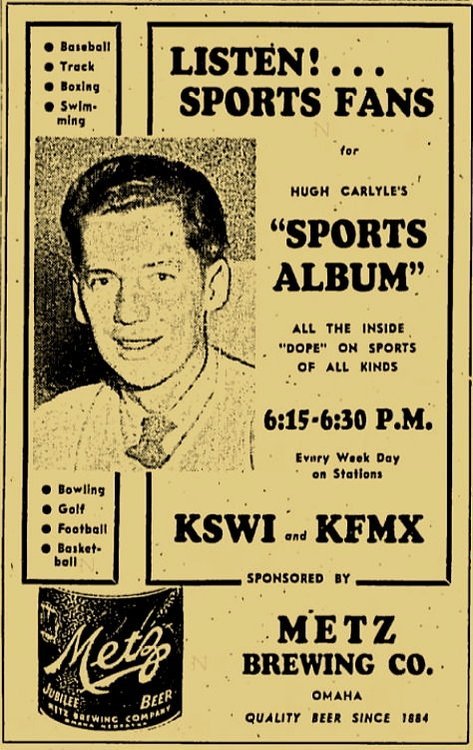 Baseball
Track
Boxing
Swim-
ming
LISTEN!...
SPORTS FANS
for
HUGH CARLYLE'S
"SPORTS
ALBUM"
ALL THE INSIDE
"DOPE" ON SPORTS
OF ALL KINDS
6:15-6:30 P.M.
Every Week Day
on Stations
Bowling
Golf
Football
Basket-
ball
KSWI and KFMX
SPONSORED BY
METZ
BREWING CO.
OMAHA
QUALITY BEER SINCE 1884
Metz
JUBILEE BEER
METZ BREWING COMPANY
OMAHA NEBRASKA